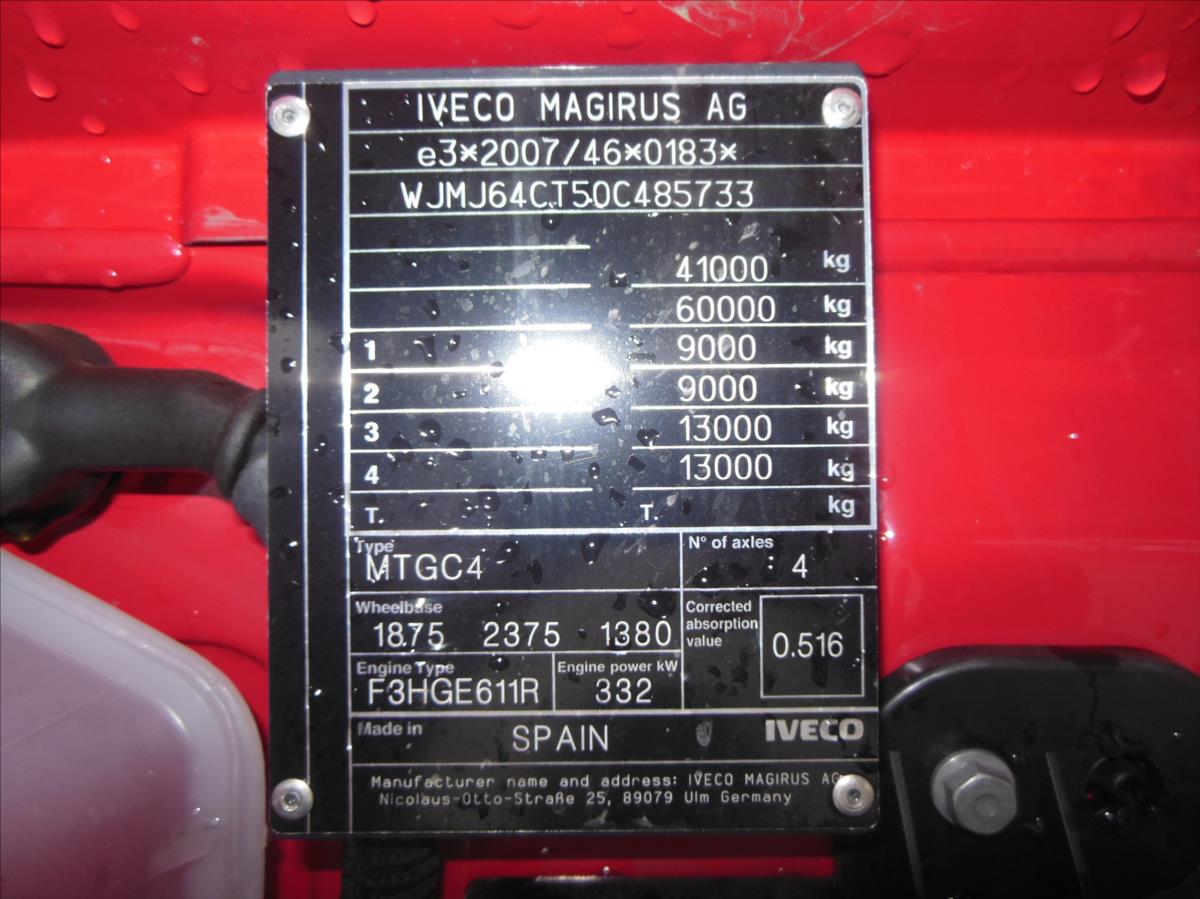 IVECO MAGIRUS AG
e3*2007/46*0183*
WJMJ64CT50C485733
41000 kg
60000 kg
1 9000 kg
2 9000 kg
3 13000 kg
4 13000 kg
T. T. kg
Type N° of axles
MTGC4 : 4
Wheelbase Corrected absorption value
1875 2375 1380 0.516
Engine Type Engine power kW
F3HGE611R 332
Made in SPAIN IVECO
Manufacturer name and address: IVECO MAGIRUS AG
Nicolaus-Otto-Straße 25, 89079 Ulm Germany